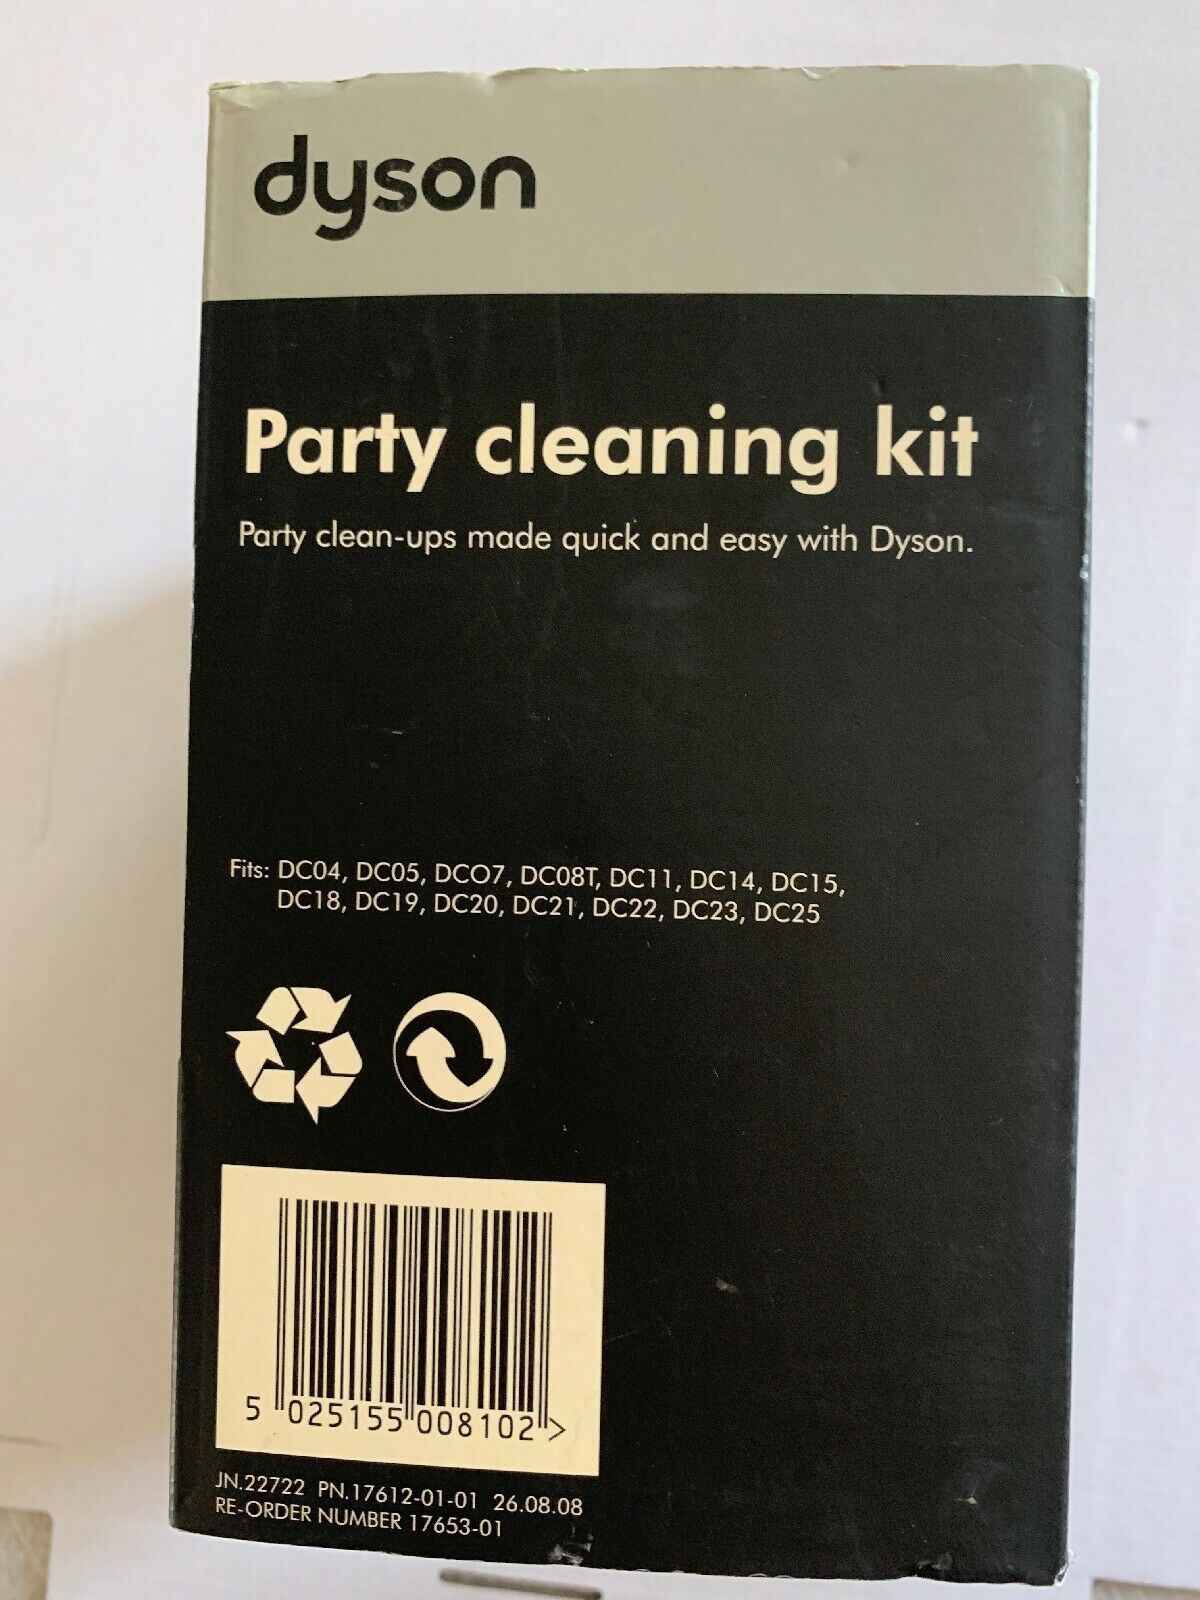 dyson
Party cleaning kit
Party clean-ups made quick and easy with Dyson.
Fits: DC04, DC05, DCO7, DC08T, DC11, DC14, DC15,
DC18, DC19, DC20, DC21, DC22, DC23, DC25
5 025155 008102 >
JN.22722 PN.17612-01-01 26.08.08
RE-ORDER NUMBER 17653-01